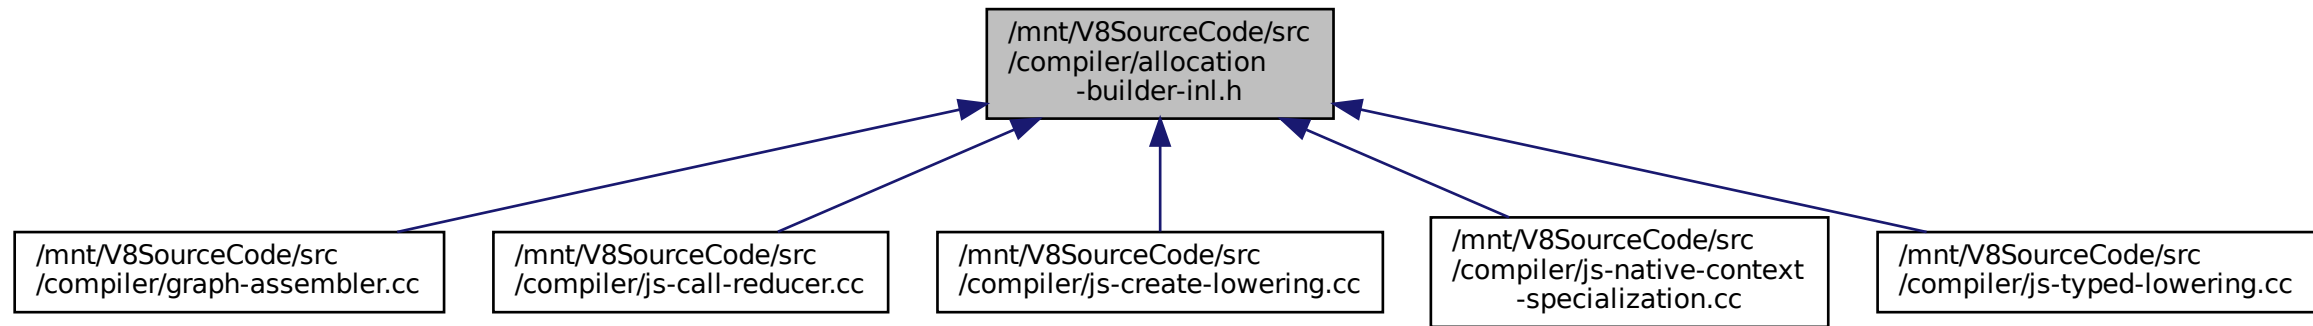 /mnt/V8SourceCode/src
/compiler/allocation
-builder-inl.h
/mnt/V8SourceCode/src
/compiler/graph-assembler.cc
/mnt/V8SourceCode/src
/compiler/js-call-reducer.cc
/mnt/V8SourceCode/src
/compiler/js-create-lowering.cc
/mnt/V8SourceCode/src
/compiler/js-native-context
-specialization.cc
/mnt/V8SourceCode/src
/compiler/js-typed-lowering.cc